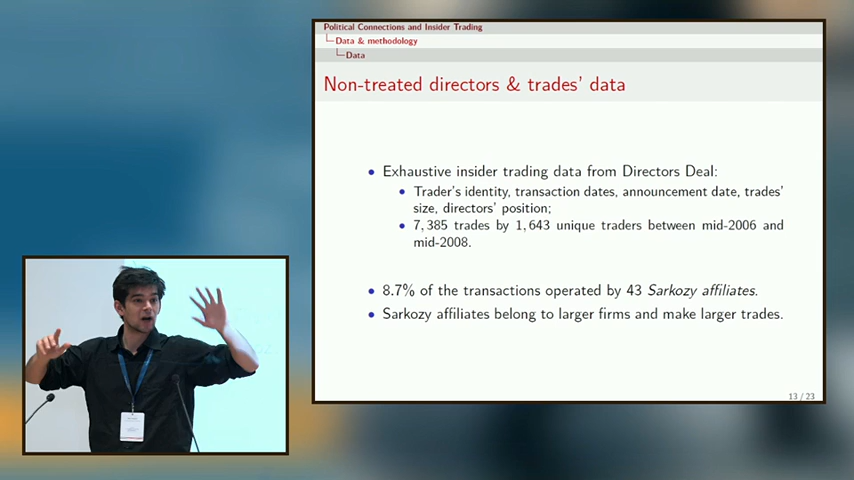 Political Connections and Insider Trading
Data & methodology
Data
Non-treated directors & trades' data
• Exhaustive insider trading data from Directors Deal:
• Trader's identity, transaction dates, announcement date, trades'
size, directors' position;
• 7, 385 trades by 1, 643 unique traders between mid-2006 and
mid-2008.
• 8.7% of the transactions operated by 43 Sarkozy affiliates.
• Sarkozy affiliates belong to larger firms and make larger trades.
13 / 23